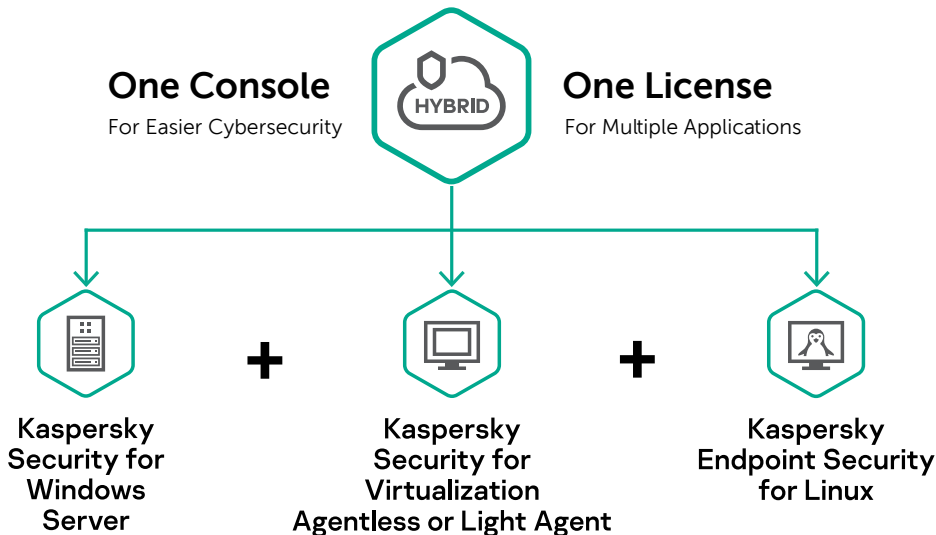 One Console
For Easier Cybersecurity
HYBRID
One License
For Multiple Applications
+
+
Kaspersky
Security for
Windows
Server
Kaspersky
Security for
Virtualization
Agentless or Light Agent
Kaspersky
Endpoint Security
for Linux